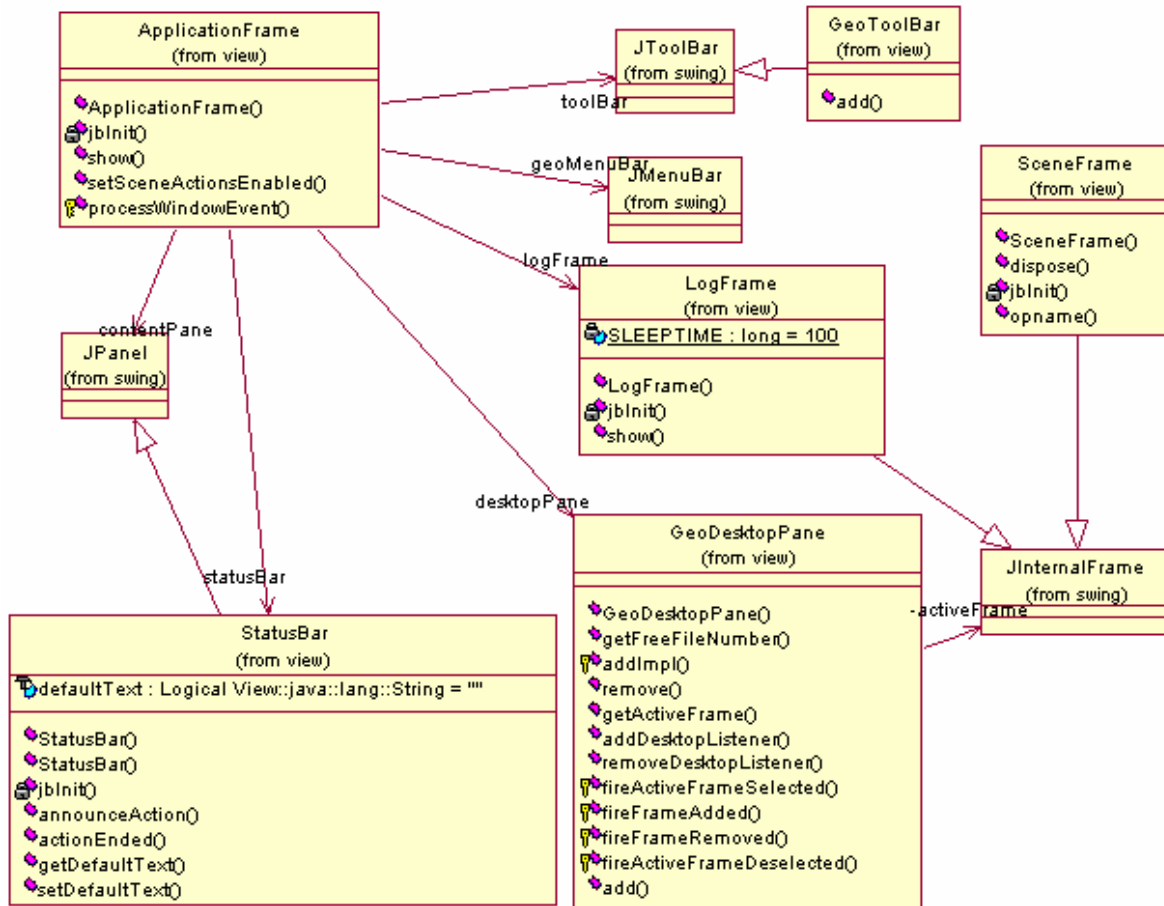 ApplicationFrame
(from view)
ApplicationFrame()
jbInit()
show()
setSceneActionsEnabled()
processWindowEvent()
toolBar
JToolBar
(from swing)
GeoToolBar
(from view)
add()
geoMenuBar
JMenuBar
(from swing)
SceneFrame
(from view)
SceneFrame()
dispose()
jbInit()
opname()
logFrame
LogFrame
(from view)
SLEEPTIME : long = 100
LogFrame()
jbInit()
show()
contentPane
JPanel
(from swing)
desktopPane
GeoDesktopPane
(from view)
GeoDesktopPane()
getFreeFileNumber()
addImpl()
remove()
getActiveFrame()
addDesktopListener()
removeDesktopListener()
fireActiveFrameSelected()
fireFrameAdded()
fireFrameRemoved()
fireActiveFrameDeselected()
add()
JInternalFrame
(from swing)
-activeFrame
statusBar
StatusBar
(from view)
defaultText : Logical View::java::lang::String = ""
StatusBar()
StatusBar()
jbInit()
announceAction()
actionEnded()
getDefaultText()
setDefaultText()